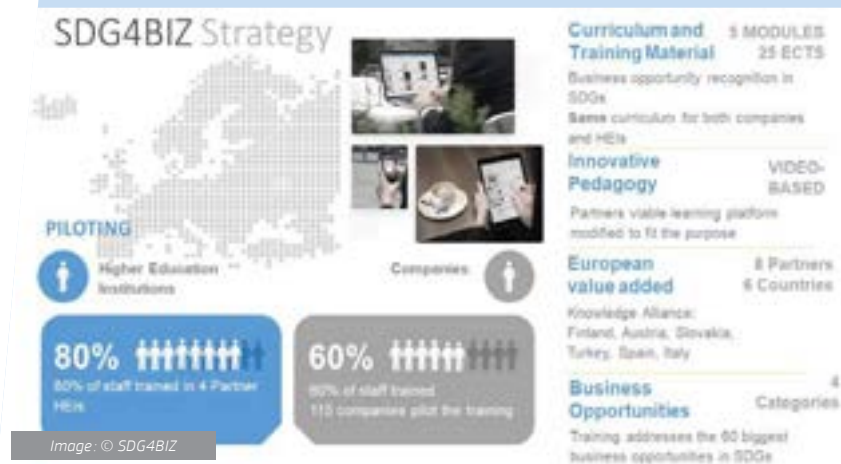 SDG4BIZ Strategy
PILOTING
Higher Education
Institutions
Companies
80%
80% of staff trained in 4 Partner
HEIs
60%
60% of staff trained
110 companies pilot the training
Image: © SDG4BIZ
Curriculum and 5 MODULES
Training Material 25 ECTS
Business opportunity recognition in
SDGs
Same curriculum for both companies
and HEIs
Innovative VIDEO-
Pedagogy BASED
Partners viable learning platform
modified to fit the purpose
European 8 Partners
value added 6 Countries
Knowledge Alliance:
Finland, Austria, Slovakia,
Turkey, Spain, Italy
Business 4
Opportunities Categories
Training addresses the 60 biggest
business opportunities in SDGs